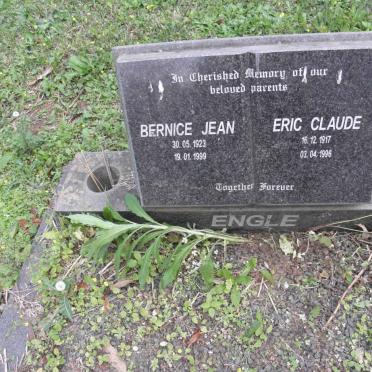 In Cherished Memory of our
beloved parents
BERNICE JEAN
30.05.1923
19.01.1999
ERIC CLAUDE
16.12.1917
02.04.1996
Together Forever
ENGLE